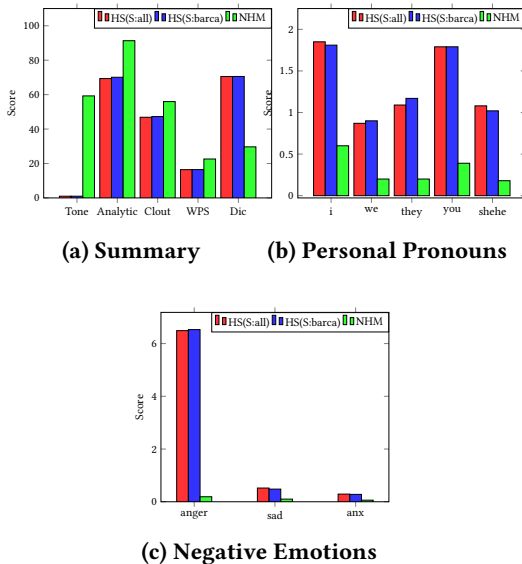 HS(S:all) HS(S:barca) NHM
100
80
60
40
20
0
Score
Tone Analytic Clout WPS Dic
(a) Summary
HS(S:all) HS(S:barca) NHM
2
1.5
1
0.5
0
Score
i we they you shehe
(b) Personal Pronouns
HS(S:all) HS(S:barca) NHM
6
4
2
0
Score
anger sad anx
(c) Negative Emotions